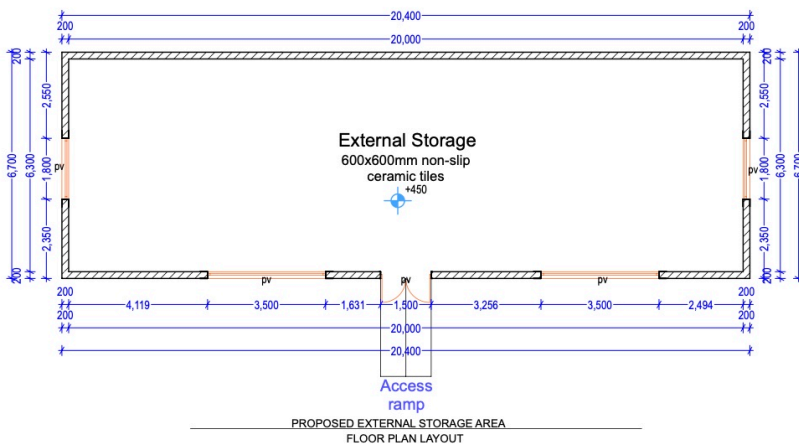 20,400
200 200
20,000
200 200
2,550 2,550
6,700 6,300 1,800 1,800 6,300 6,700
pv pv
2,350 2,350
200 200
External Storage
600x600mm non-slip
ceramic tiles
+450
pv pv pv
200 200
4,119 3,500 1,631 1,500 3,256 3,500 2,494
200 200
20,000
20,400
Access
ramp
PROPOSED EXTERNAL STORAGE AREA
FLOOR PLAN LAYOUT